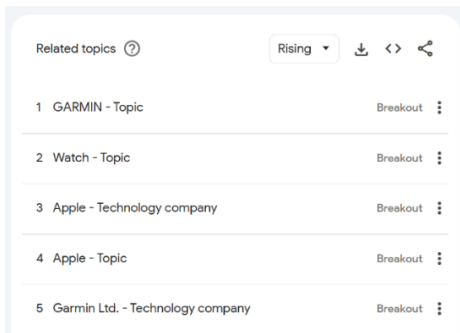 Related topics
Rising
1 GARMIN - Topic Breakout
2 Watch - Topic Breakout
3 Apple - Technology company Breakout
4 Apple - Topic Breakout
5 Garmin Ltd. - Technology company Breakout